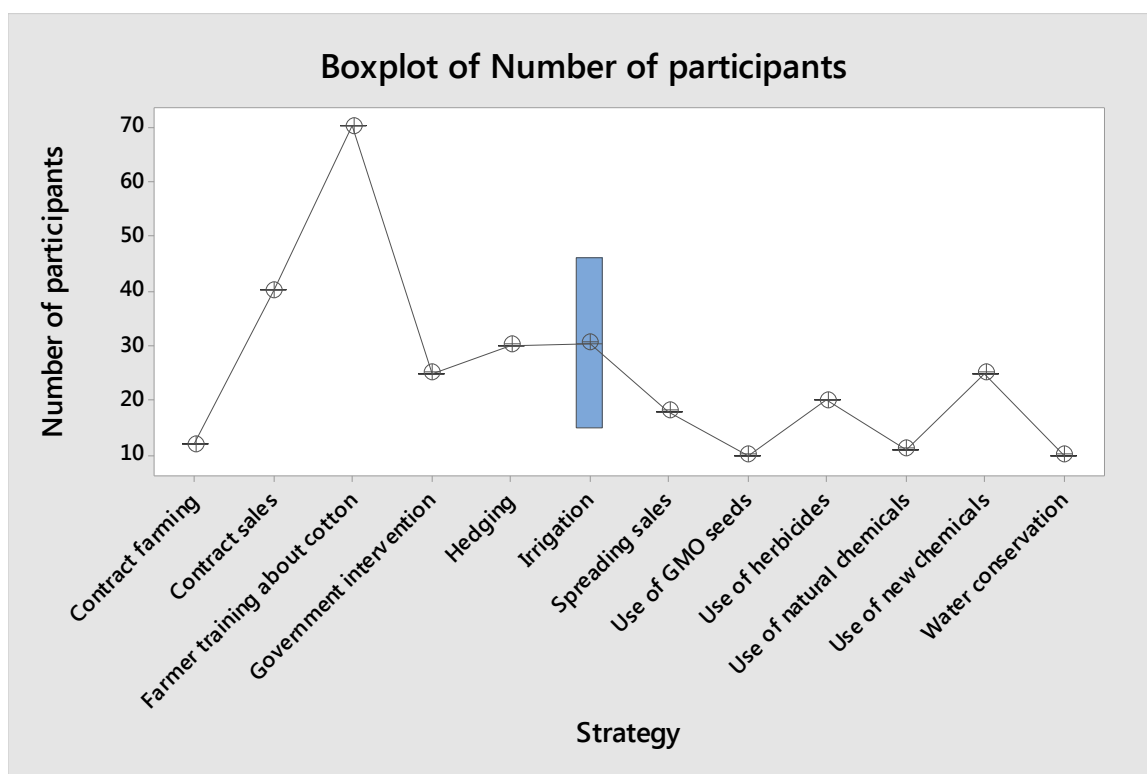 Boxplot of Number of participants
Number of participants
70
60
50
40
30
20
10
Contract farming
Contract sales
Farmer training about cotton
Government intervention
Hedging
Irrigation
Spreading sales
Use of GMO seeds
Use of herbicides
Use of natural chemicals
Use of new chemicals
Water conservation
Strategy